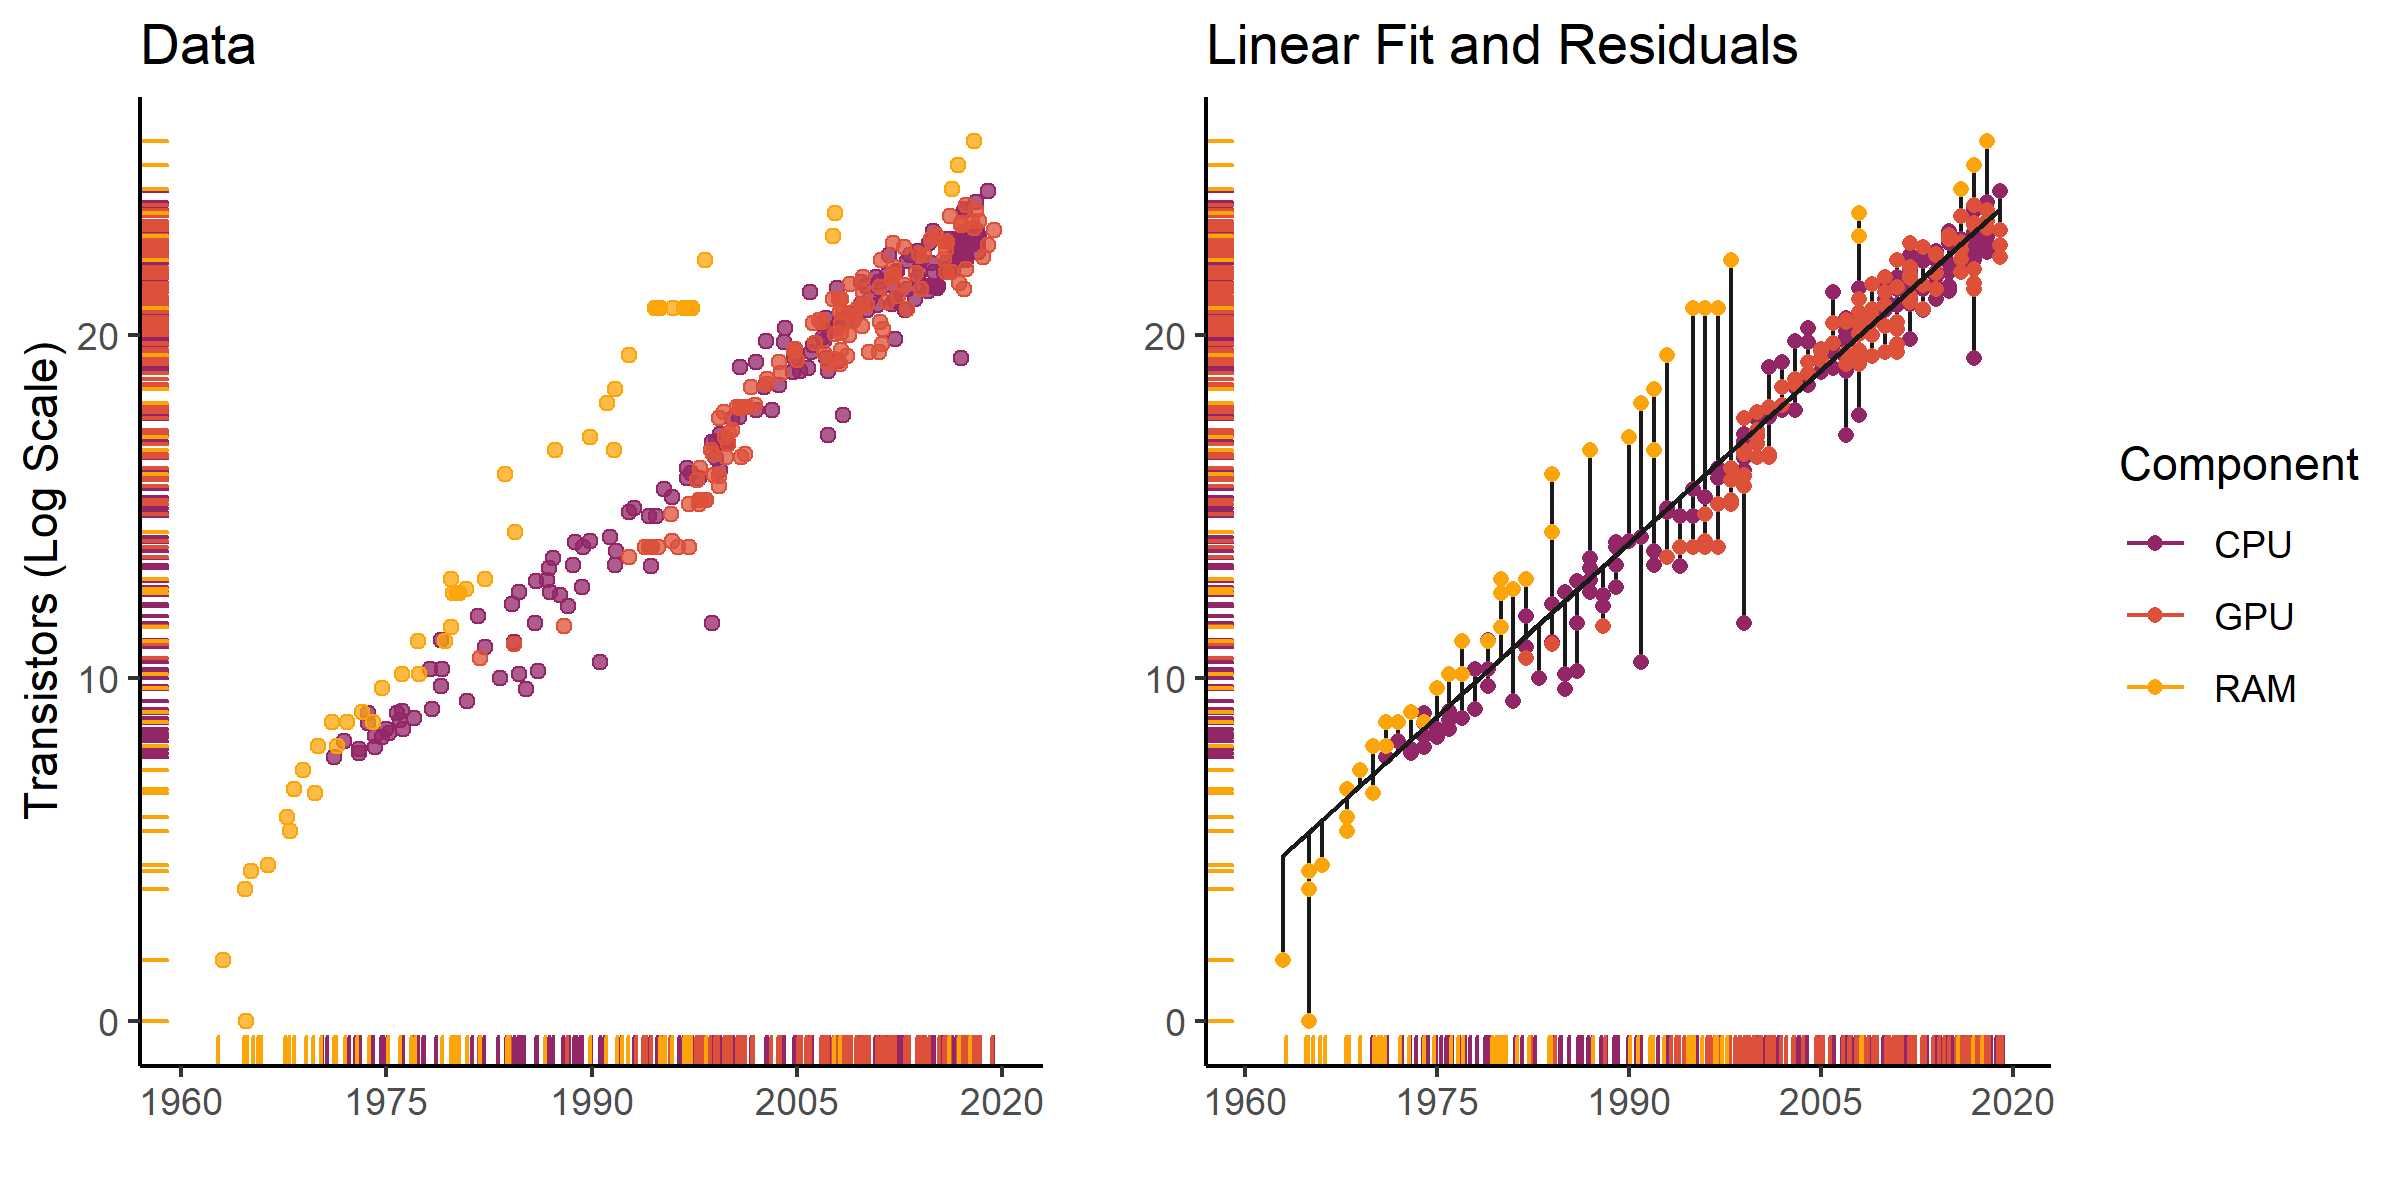 Data
Linear Fit and Residuals
Transistors (Log Scale)
20
10
0
1960 1975 1990 2005 2020
20
10
0
1960 1975 1990 2005 2020
Component
CPU
GPU
RAM